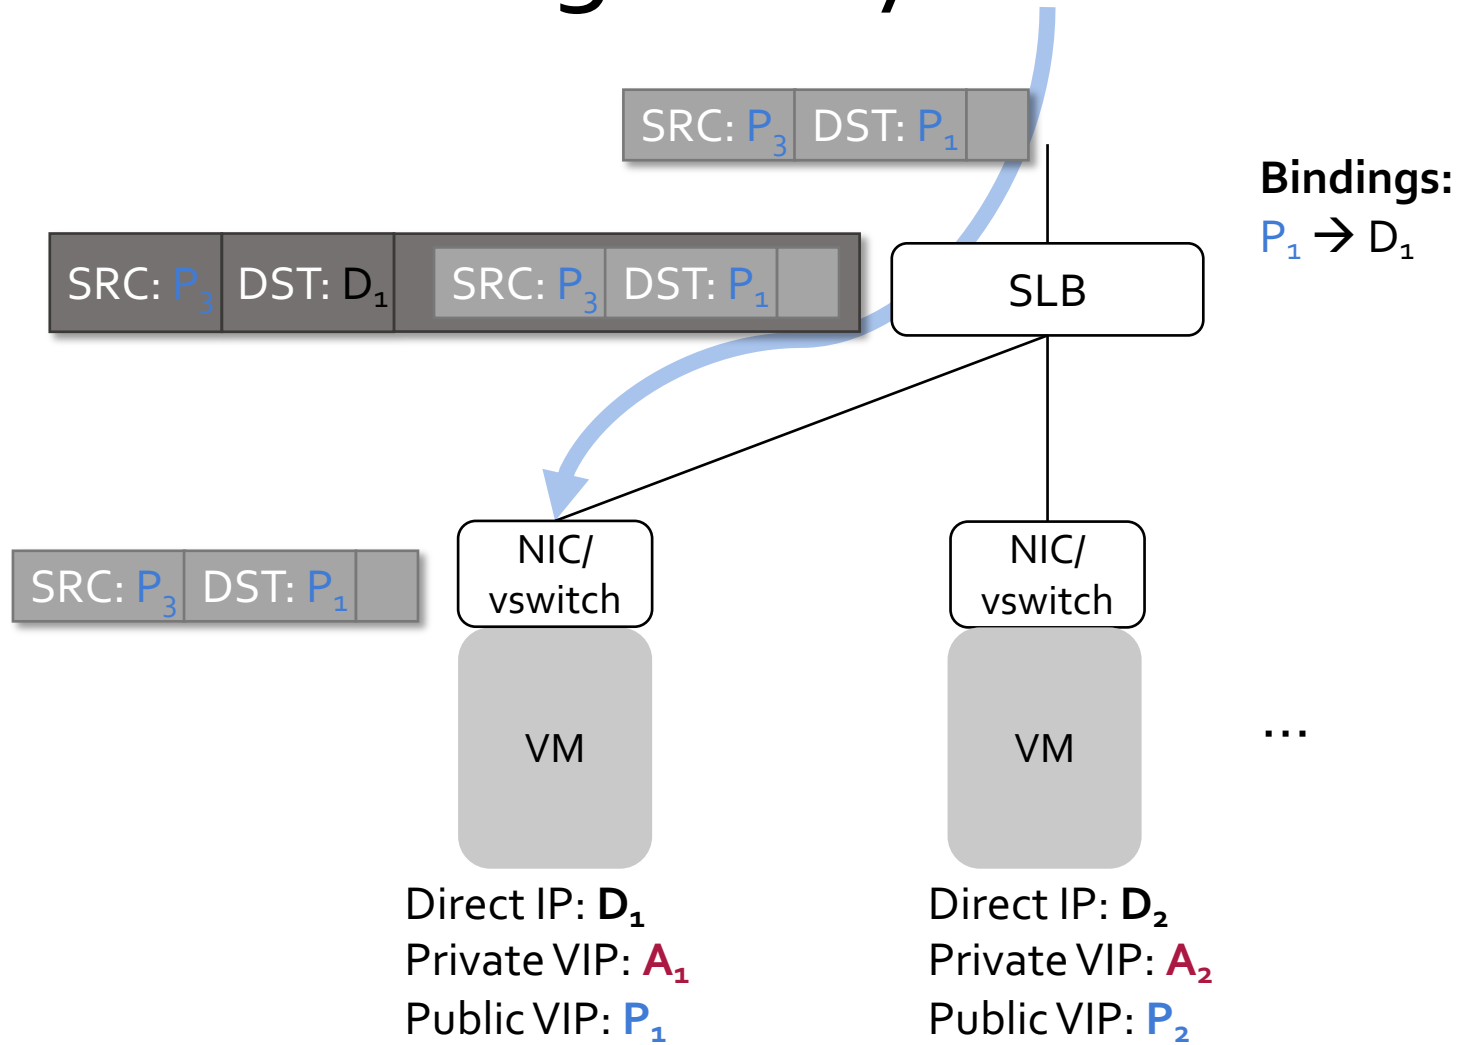 SRC: P₃ DST: P₁
Bindings:
P₁ → D₁
SRC: P₃ DST: D₁ SRC: P₃ DST: P₁
SLB
NIC/
vswitch
NIC/
vswitch
SRC: P₃ DST: P₁
VM
VM
...
Direct IP: D₁
Private VIP: A₁
Public VIP: P₁
Direct IP: D₂
Private VIP: A₂
Public VIP: P₂